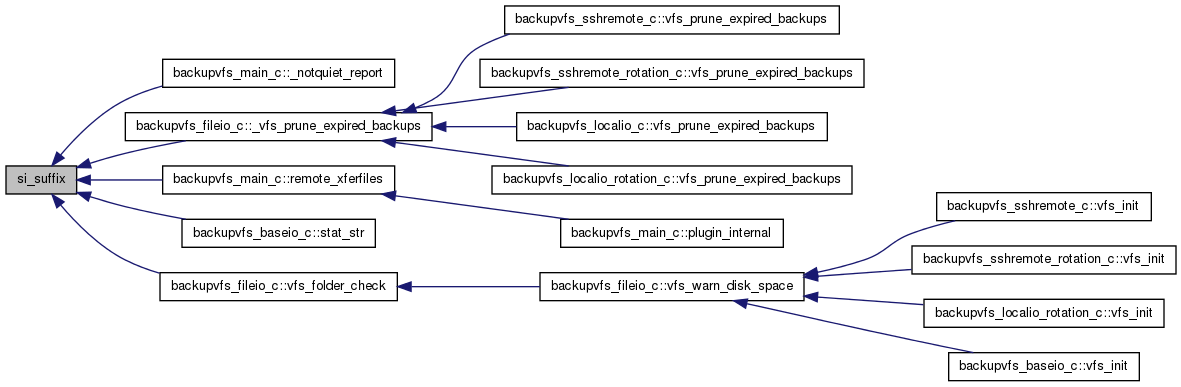 backupvfs_sshremote_c::vfs_prune_expired_backups
backupvfs_main_c::_notquiet_report
backupvfs_sshremote_rotation_c::vfs_prune_expired_backups
backupvfs_fileio_c::_vfs_prune_expired_backups
backupvfs_localio_c::vfs_prune_expired_backups
si_suffix
backupvfs_main_c::remote_xferfiles
backupvfs_localio_rotation_c::vfs_prune_expired_backups
backupvfs_sshremote_c::vfs_init
backupvfs_baseio_c::stat_str
backupvfs_main_c::plugin_internal
backupvfs_sshremote_rotation_c::vfs_init
backupvfs_fileio_c::vfs_folder_check
backupvfs_fileio_c::vfs_warn_disk_space
backupvfs_localio_rotation_c::vfs_init
backupvfs_baseio_c::vfs_init